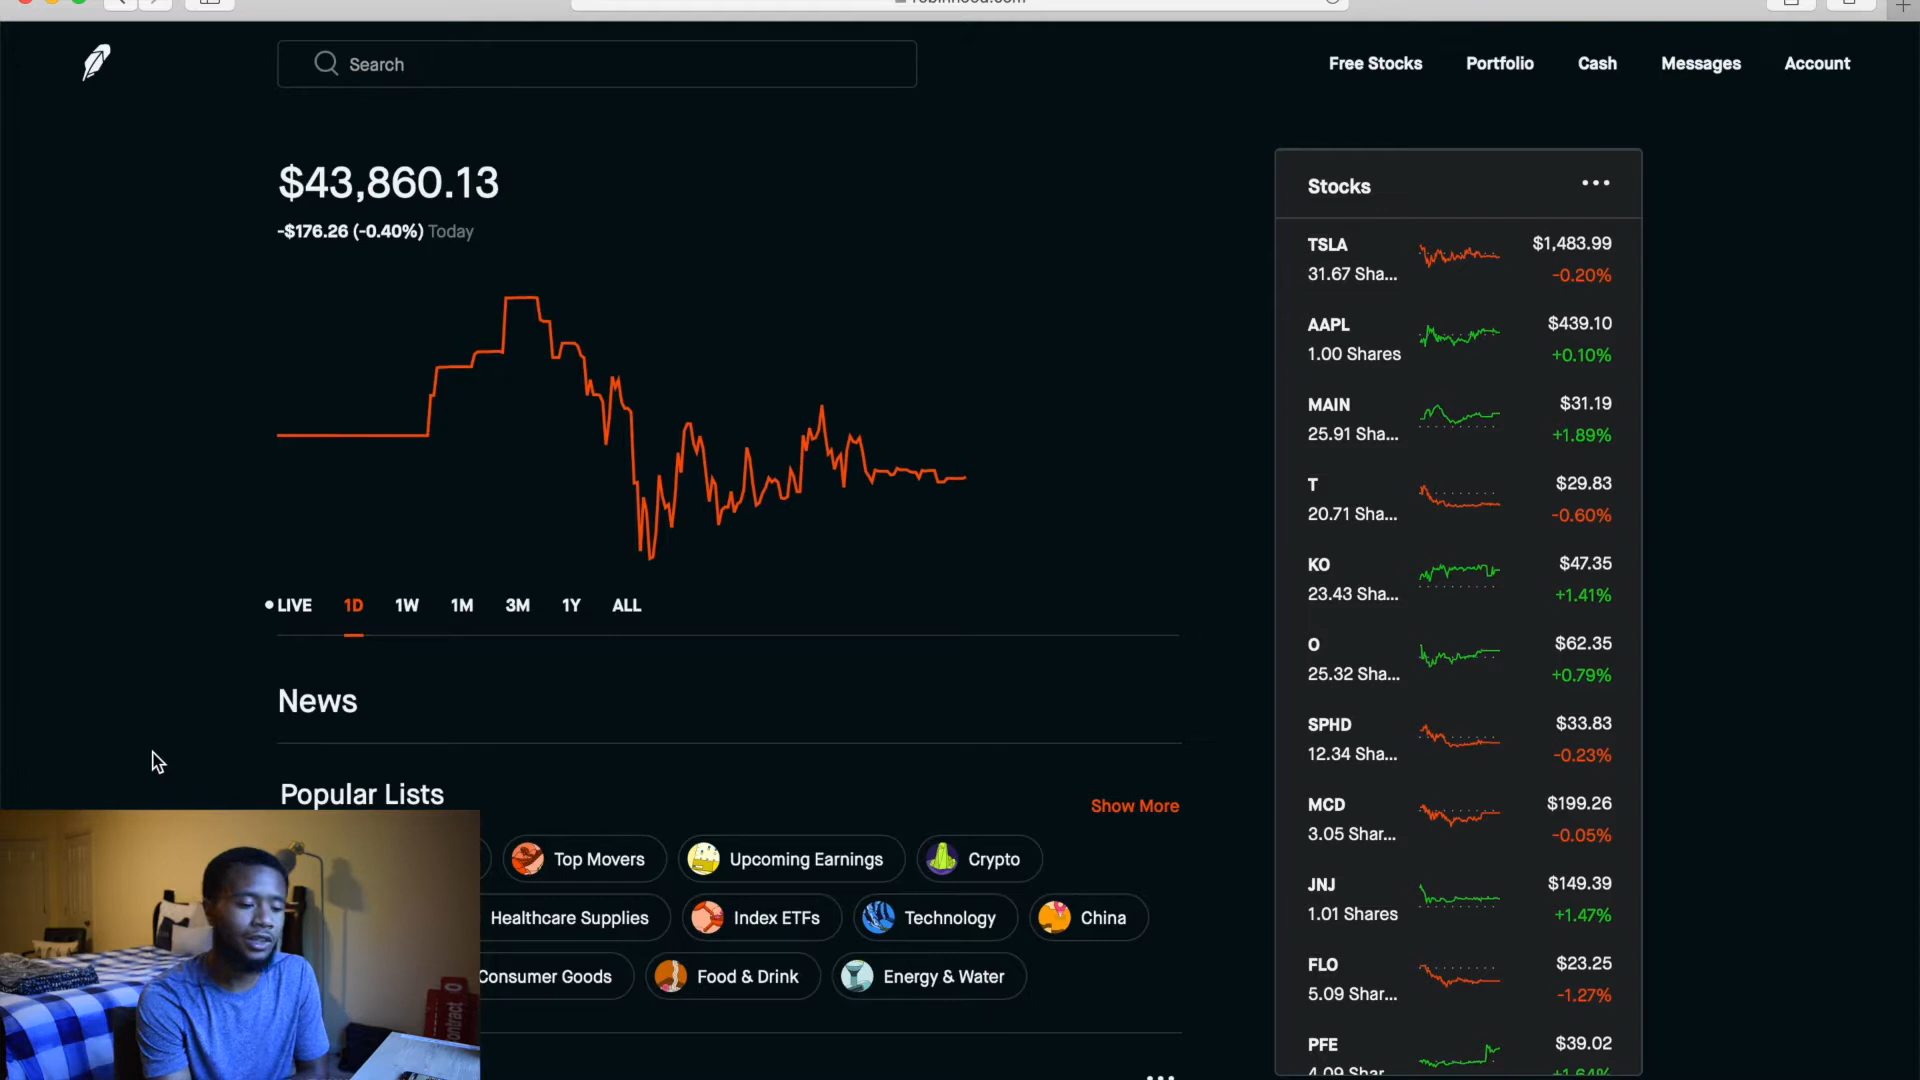 Search
Free Stocks
Portfolio
Cash
Messages
Account
$43,860.13
-$176.26 (-0.40%) Today
LIVE
1D
1W
1M
3M
1Y
ALL
News
Popular Lists
Show More
Top Movers
Upcoming Earnings
Crypto
Healthcare Supplies
Index ETFs
Technology
China
Consumer Goods
Food & Drink
Energy & Water
Stocks
TSLA
$1,483.99
31.67 Sha...
-0.20%
AAPL
$439.10
1.00 Shares
+0.10%
MAIN
$31.19
25.91 Sha...
+1.89%
T
$29.83
20.71 Sha...
-0.60%
KO
$47.35
23.43 Sha...
+1.41%
O
$62.35
25.32 Sha...
+0.79%
SPHD
$33.83
12.34 Sha...
-0.23%
MCD
$199.26
3.05 Shar...
-0.05%
JNJ
$149.39
1.01 Shares
+1.47%
FLO
$23.25
5.09 Shar...
-1.27%
PFE
$39.02
4.09 Shar...
+1.64%